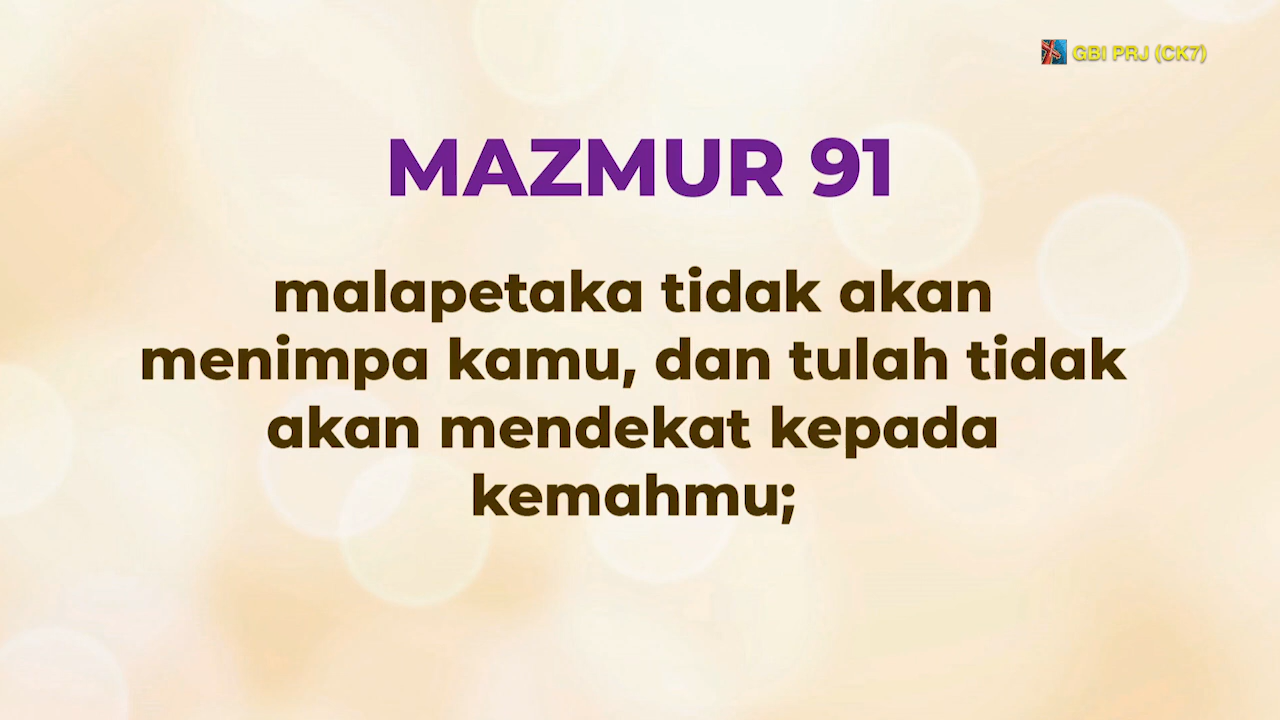 GBI PRJ (CK7)
MAZMUR 91
malapetaka tidak akan
menimpa kamu, dan tulah tidak
akan mendekat kepada
kemahmu;